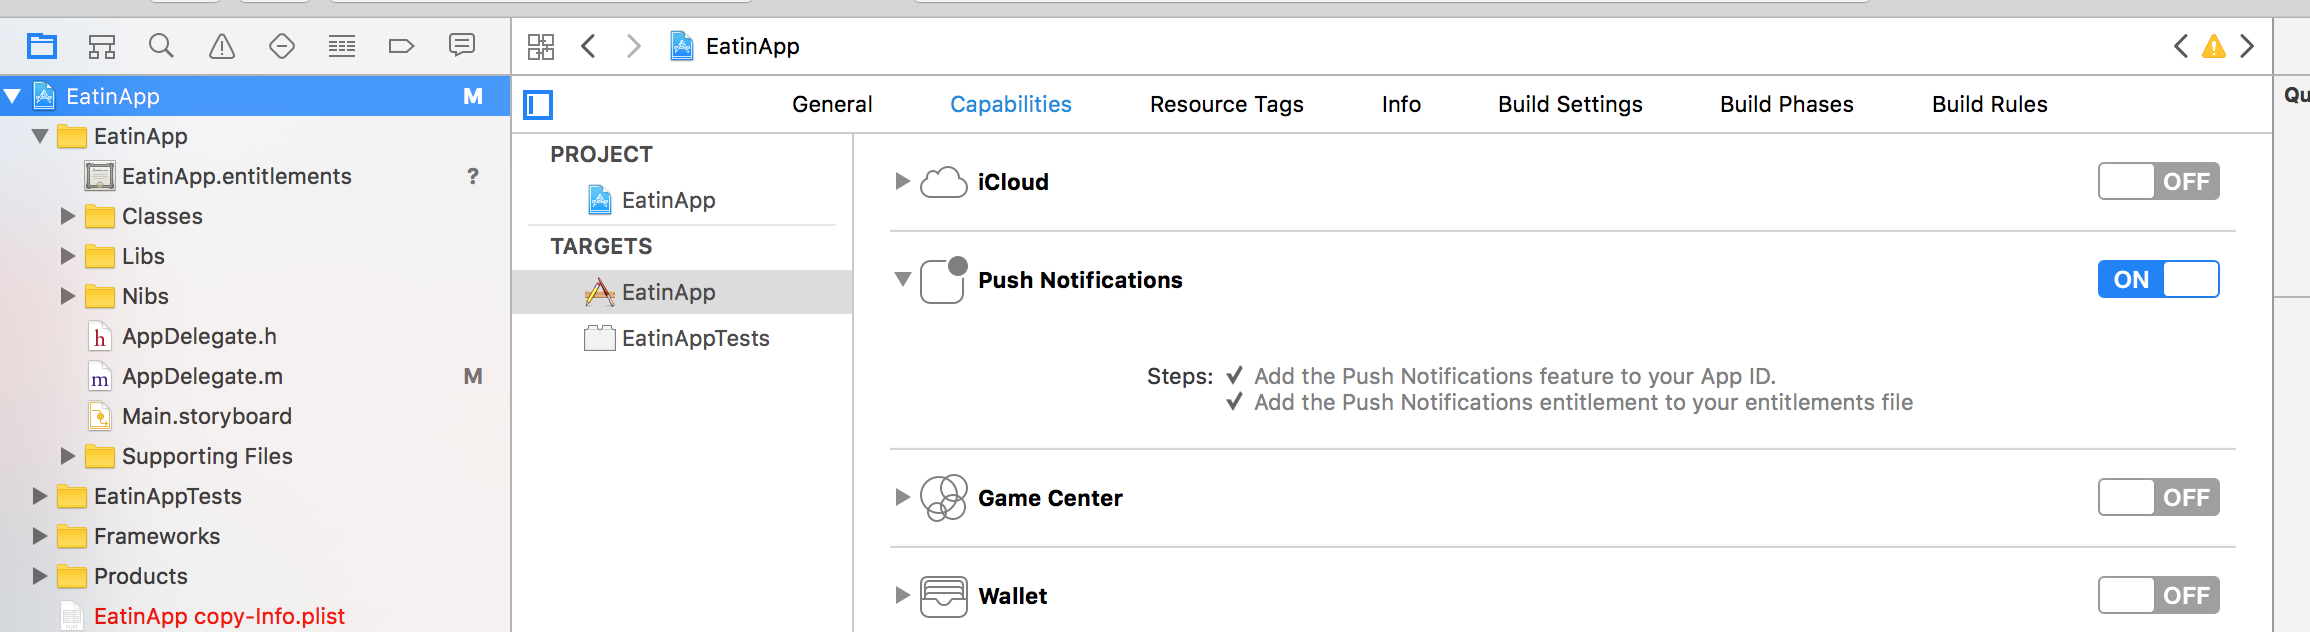 EatinApp
EatinApp M
EatinApp
EatinApp.entitlements ?
Classes
Libs
Nibs
h AppDelegate.h
m AppDelegate.m M
Main.storyboard
Supporting Files
EatinAppTests
Frameworks
Products
EatinApp copy-Info.plist
General Capabilities Resource Tags Info Build Settings Build Phases Build Rules
PROJECT
EatinApp
TARGETS
EatinApp
EatinAppTests
iCloud OFF
Push Notifications ON
Steps: ✓ Add the Push Notifications feature to your App ID.
✓ Add the Push Notifications entitlement to your entitlements file
Game Center OFF
Wallet OFF
Qu